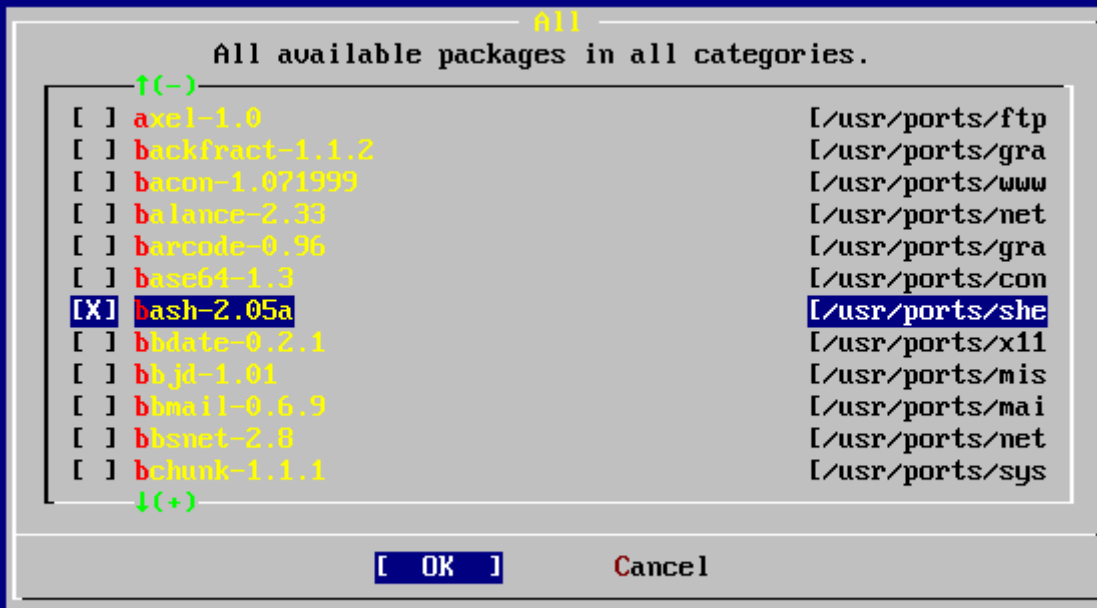 All
All available packages in all categories.
↑(-)
[ ] axel-1.0 [/usr/ports/ftp
[ ] backfract-1.1.2 [/usr/ports/gra
[ ] bacon-1.071999 [/usr/ports/www
[ ] balance-2.33 [/usr/ports/net
[ ] barcode-0.96 [/usr/ports/gra
[ ] base64-1.3 [/usr/ports/con
[X] bash-2.05a [/usr/ports/she
[ ] bbdate-0.2.1 [/usr/ports/x11
[ ] bbjd-1.01 [/usr/ports/mis
[ ] bbmail-0.6.9 [/usr/ports/mai
[ ] bbsnet-2.8 [/usr/ports/net
[ ] bchunk-1.1.1 [/usr/ports/sys
↓(+)
[ OK ] Cancel